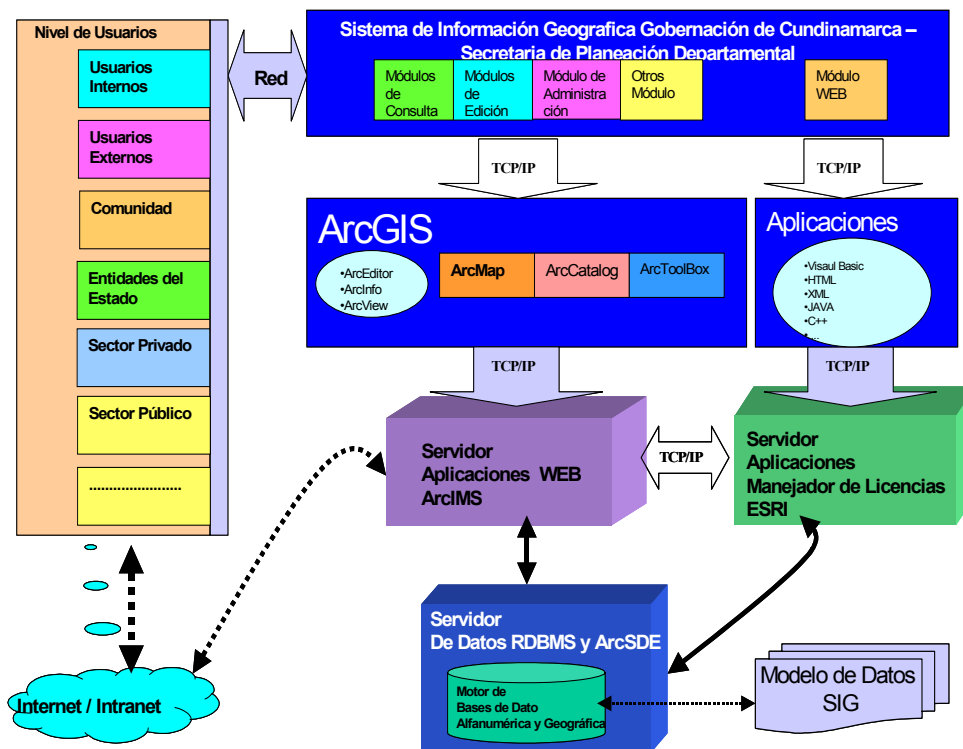 Nivel de Usuarios
Usuarios
Internos
Usuarios
Externos
Comunidad
Entidades del
Estado
Sector Privado
Sector Público
.......................
Red
Sistema de Información Geografica Gobernación de Cundinamarca –
Secretaria de Planeación Departamental
Módulos
de
Consulta
Módulos
de
Edición
Módulo de
Administra
ción
Otros
Módulo
Módulo
WEB
TCP/IP
TCP/IP
ArcGIS
•ArcEditor
•ArcInfo
•ArcView
ArcMap
ArcCatalog
ArcToolBox
Aplicaciones
•Visaul Basic
•HTML
•XML
•JAVA
•C++
•....
TCP/IP
TCP/IP
Servidor
Aplicaciones WEB
ArcIMS
TCP/IP
Servidor
Aplicaciones
Manejador de Licencias
ESRI
Servidor
De Datos RDBMS y ArcSDE
Motor de
Bases de Dato
Alfanumérica y Geográfica
Modelo de Datos
SIG
Internet / Intranet